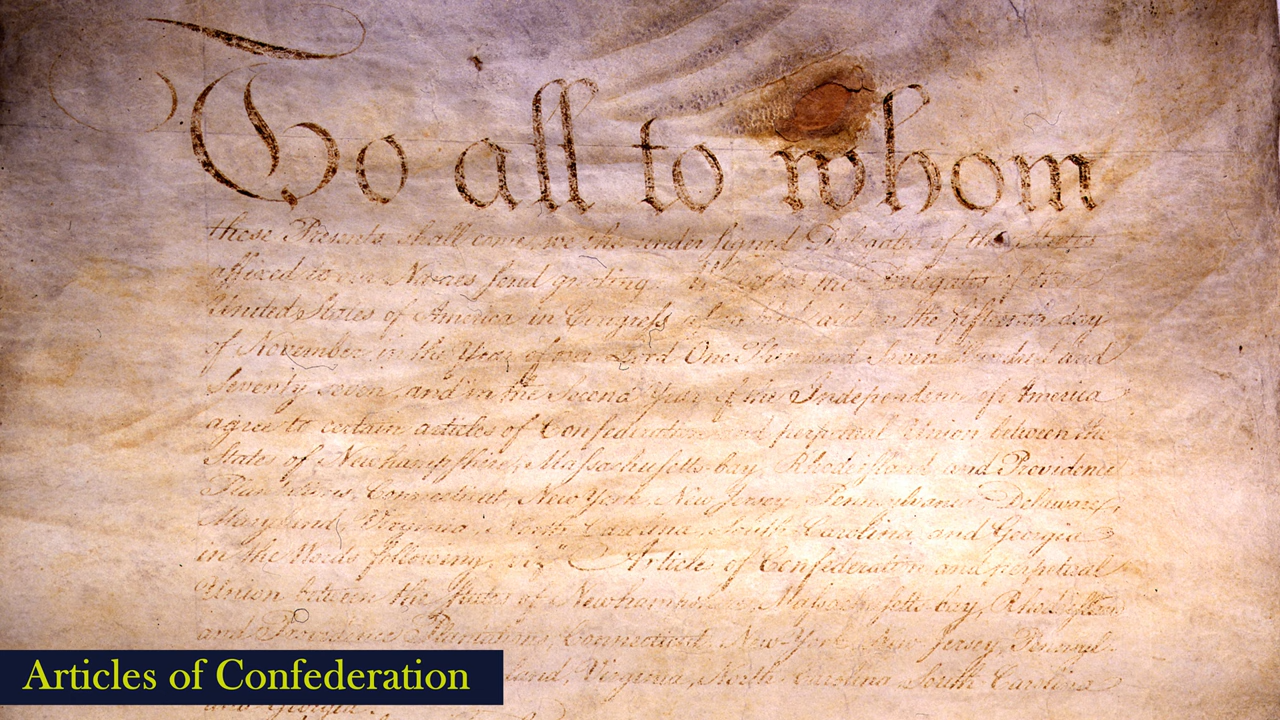 To all to whom
these Presents shall come, we the under signed Delegates of the States
affixed to our Names send greeting. Whereas the Delegates of the
United States of America in Congress assembled did on the fifteenth day
of November in the Year of our Lord One Thousand Seven Hundred and
Seventy seven, and in the Second Year of the Independence of America
agree to certain articles of Confederation and perpetual Union between the
States of Newhampshire, Massachusetts-bay, Rhodeisland and Providence
Plantations, Connecticut, New York, New Jersey, Pennsylvania, Delaware,
Maryland, Virginia, North Carolina, South Carolina and Georgia
in the Words following, viz. "Articles of Confederation and perpetual
Union between the States of Newhampshire, Massachusetts-bay, Rhodeisland
and Providence Plantations, Connecticut, New-York, New-Jersey, Pennsyl-
Virginia, North Carolina, South Carolina
and Georgia.
Articles of Confederation